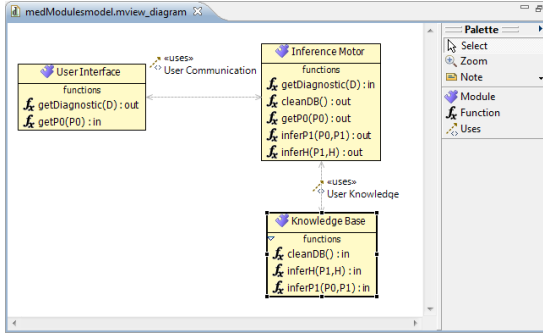 medModulesmodel.mview_diagram
«uses»
User Communication
User Interface
functions
getDiagnostic(D) : out
getP0(P0) : in
Inference Motor
functions
getDiagnostic(D) : in
cleanDB() : out
getP0(P0) : out
inferP1(P0,P1) : out
inferH(P1,H) : out
«uses»
User Knowledge
Knowledge Base
functions
cleanDB() : in
inferH(P1,H) : in
inferP1(P0,P1) : in
Palette
Select
Zoom
Note
Module
Function
Uses